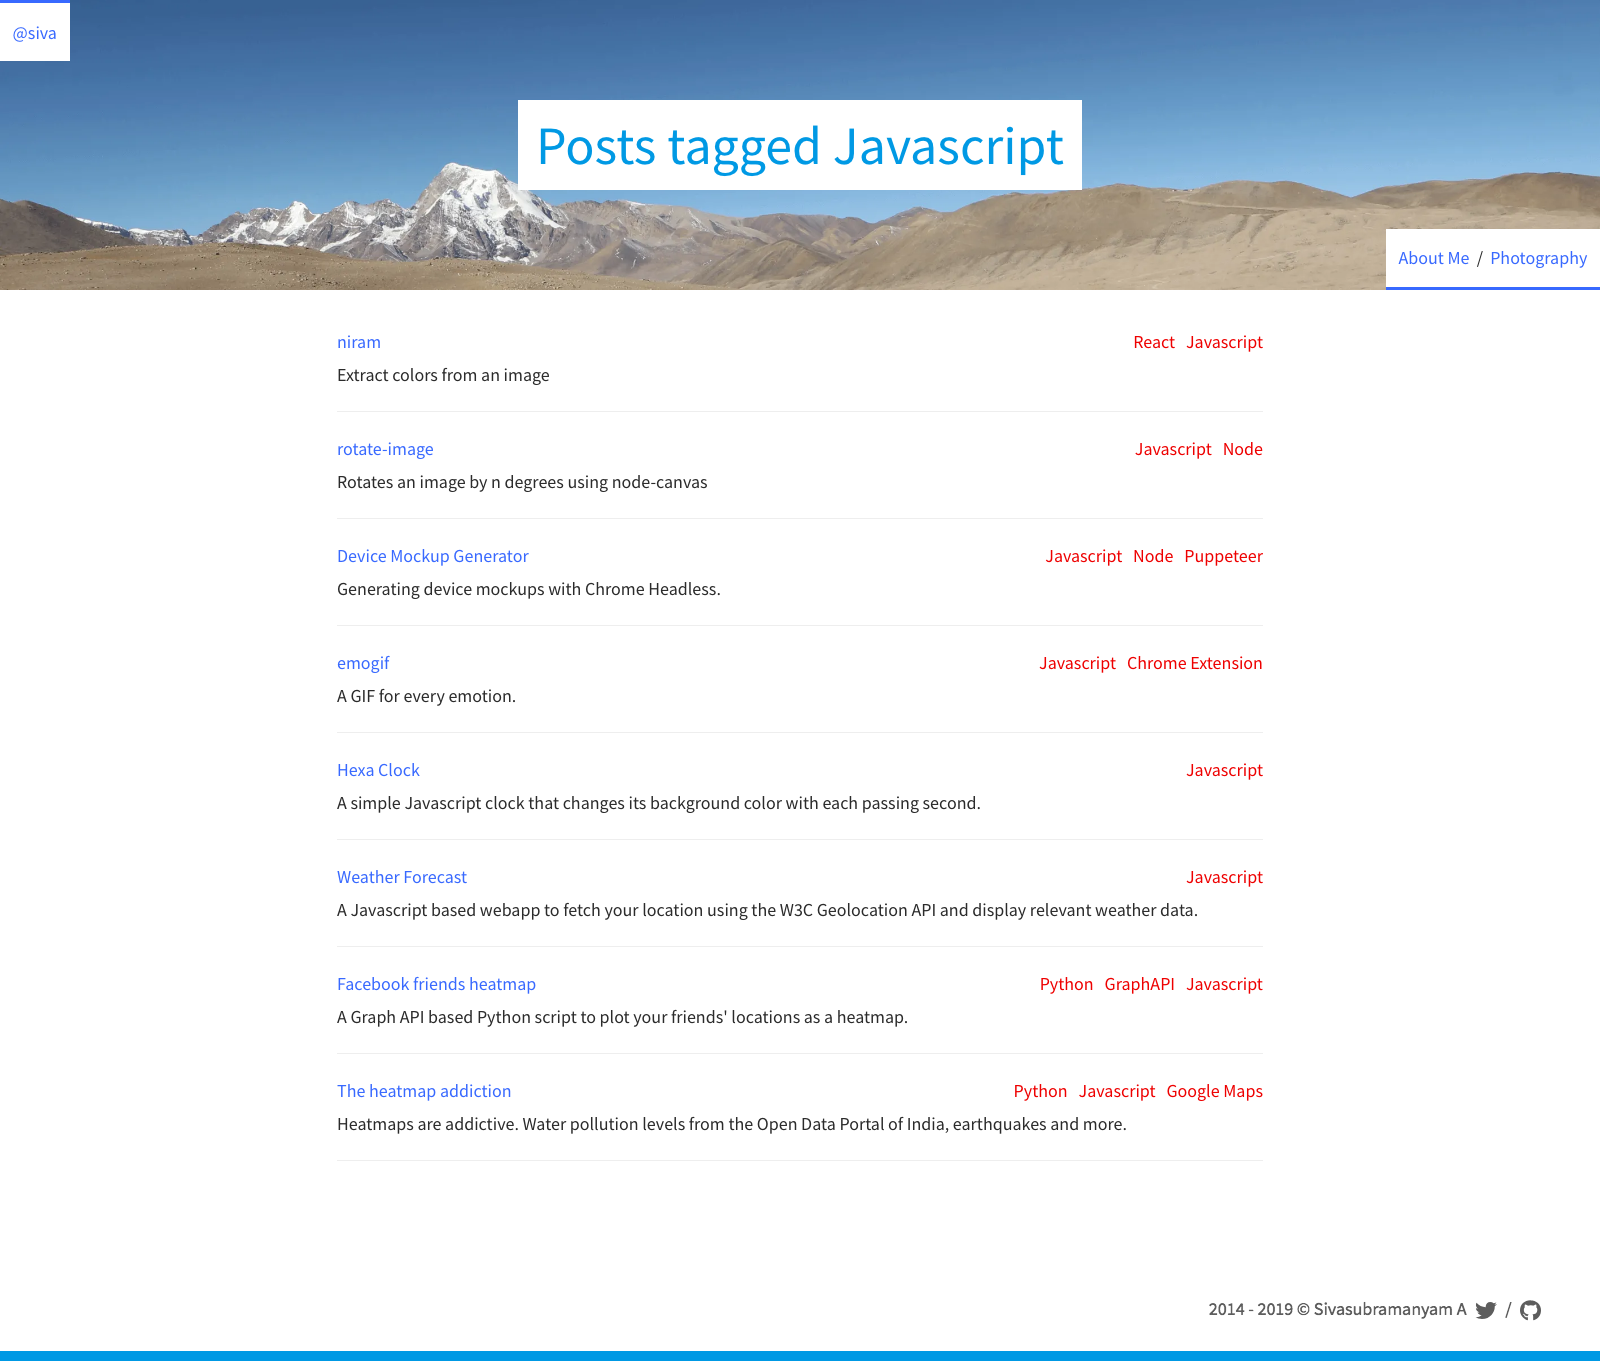 @siva
Posts tagged Javascript
About Me / Photography
niram React Javascript
Extract colors from an image
rotate-image Javascript Node
Rotates an image by n degrees using node-canvas
Device Mockup Generator Javascript Node Puppeteer
Generating device mockups with Chrome Headless.
emogif Javascript Chrome Extension
A GIF for every emotion.
Hexa Clock Javascript
A simple Javascript clock that changes its background color with each passing second.
Weather Forecast Javascript
A Javascript based webapp to fetch your location using the W3C Geolocation API and display relevant weather data.
Facebook friends heatmap Python GraphAPI Javascript
A Graph API based Python script to plot your friends' locations as a heatmap.
The heatmap addiction Python Javascript Google Maps
Heatmaps are addictive. Water pollution levels from the Open Data Portal of India, earthquakes and more.
2014 - 2019 © Sivasubramanyam A /